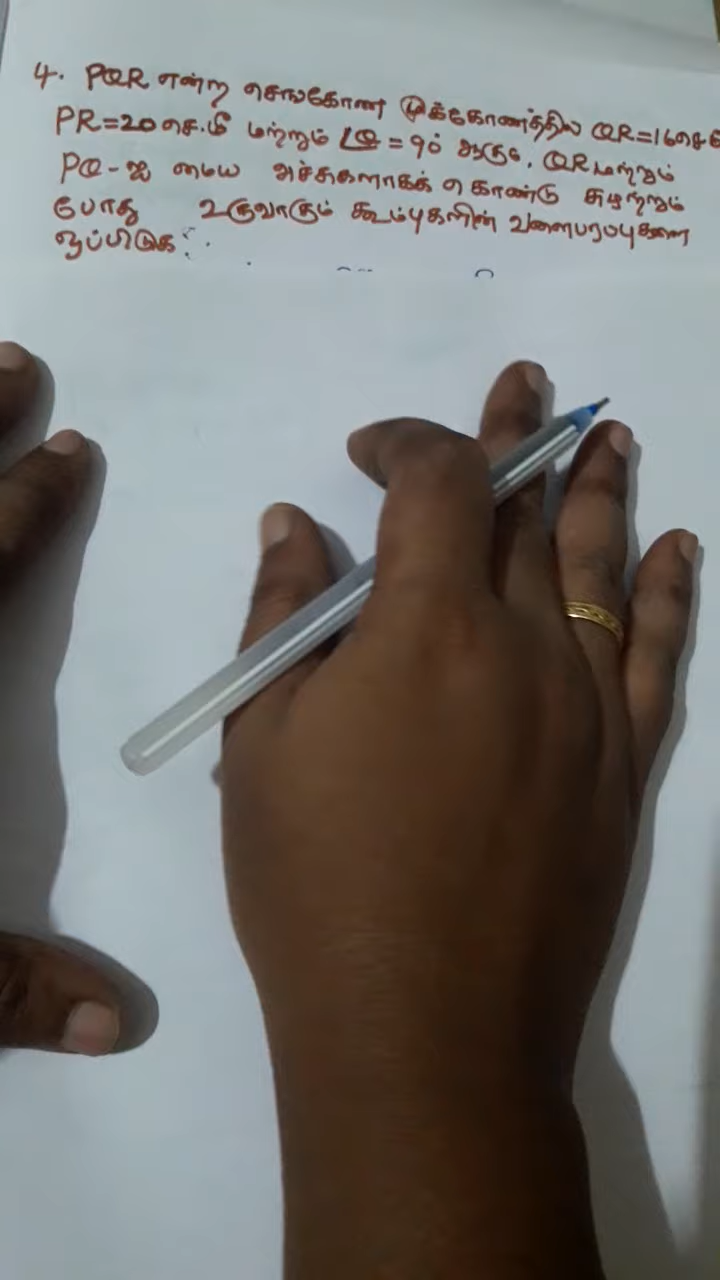 4. PQR என்ற செங்கோண முக்கோணத்தில QR=16செ
PR=20செ.மீ மற்றும் ∠Q = 90 ஆகும், QR மற்றும்
PQ-ஐ மைய அச்சுகளாகக் கொண்டு சுழற்றும்
போது உருவாகும் கூம்புகளின் வளைபரப்புகளை
ஒப்பிடுக.